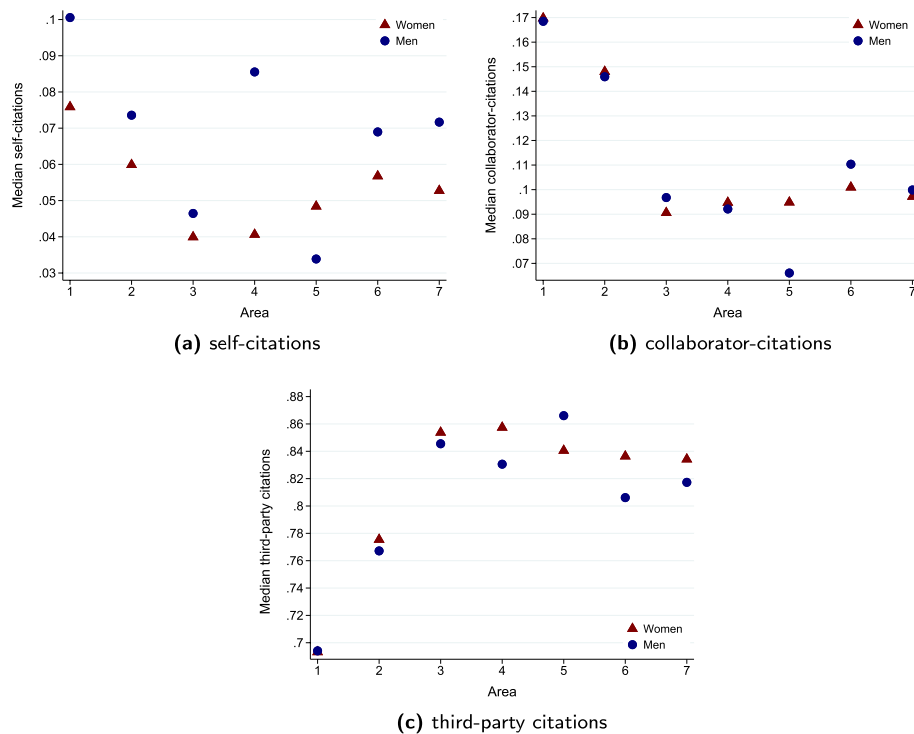 Median self-citations
.1
.09
.08
.07
.06
.05
.04
.03
Women
Men
1 2 3 4 5 6 7
Area
(a) self-citations
Median collaborator-citations
.17
.15
.14
.12
.11
.1
.09
.07
Women
Men
1 2 3 4 5 6 7
Area
(b) collaborator-citations
Median third-party citations
.88
.86
.84
.82
.8
.78
.76
.74
.72
.7
Women
Men
1 2 3 4 5 6 7
Area
(c) third-party citations